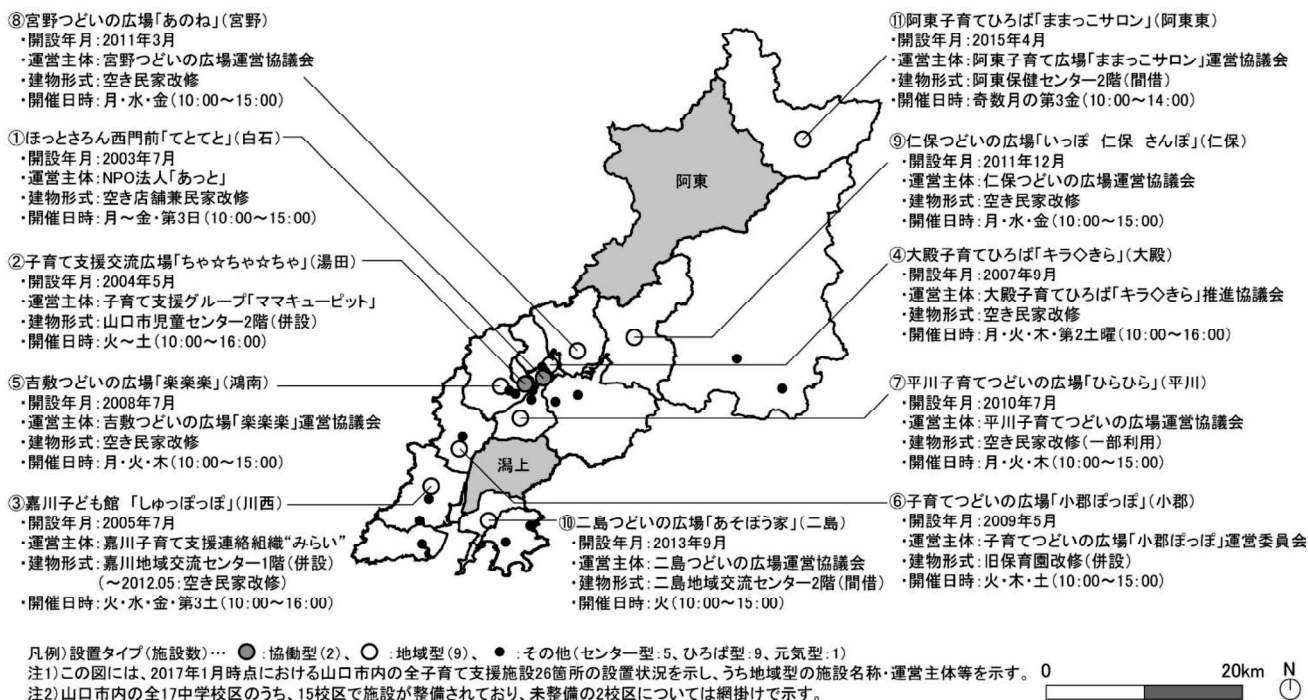 ⑧宮野つどいの広場「あのね」(宮野)
・開設年月:2011年3月
・運営主体:宮野つどいの広場運営協議会
・建物形式:空き民家改修
・開催日時:月・水・金(10:00～15:00)
①ほっとさろん西門前「てとてと」(白石)
・開設年月:2003年7月
・運営主体:NPO法人「あっと」
・建物形式:空き店舗兼民家改修
・開催日時:月～金・第3日(10:00～15:00)
②子育て支援交流広場「ちゃ☆ちゃ☆ちゃ」(湯田)
・開設年月:2004年5月
・運営主体:子育て支援グループ「ママキューピット」
・建物形式:山口市児童センター2階(併設)
・開催日時:火～土(10:00～16:00)
⑤吉敷つどいの広場「楽楽楽」(鴻南)
・開設年月:2008年7月
・運営主体:吉敷つどいの広場「楽楽楽」運営協議会
・建物形式:空き民家改修
・開催日時:月・火・木(10:00～15:00)
③嘉川子ども館 「しゅっぽっぽ」(川西)
・開設年月:2005年7月
・運営主体:嘉川子育て支援連絡組織“みらい”
・建物形式:嘉川地域交流センター1階(併設)
(～2012.05:空き民家改修)
・開催日時:火・水・金・第3土(10:00～16:00)
阿東
潟上
⑩二島つどいの広場「あそぼう家」(二島)
・開設年月:2013年9月
・運営主体:二島つどいの広場運営協議会
・建物形式:二島地域交流センター2階(間借)
・開催日時:火(10:00～15:00)
⑪阿東子育てひろば「ままっこサロン」(阿東東)
・開設年月:2015年4月
・運営主体:阿東子育て広場「ままっこサロン」運営協議会
・建物形式:阿東保健センター2階(間借)
・開催日時:奇数月の第3金(10:00～14:00)
⑨仁保つどいの広場「いっぽ 仁保 さんぽ」(仁保)
・開設年月:2011年12月
・運営主体:仁保つどいの広場運営協議会
・建物形式:空き民家改修
・開催日時:月・水・金(10:00～15:00)
④大殿子育てひろば「キラ◇きら」(大殿)
・開設年月:2007年9月
・運営主体:大殿子育てひろば「キラ◇きら」推進協議会
・建物形式:空き民家改修
・開催日時:月・火・木・第2土曜(10:00～16:00)
⑦平川子育てつどいの広場「ひらひら」(平川)
・開設年月:2010年7月
・運営主体:平川子育てつどいの広場運営協議会
・建物形式:空き民家改修(一部利用)
・開催日時:月・火・木(10:00～15:00)
⑥子育てつどいの広場「小郡ぽっぽ」(小郡)
・開設年月:2009年5月
・運営主体:子育てつどいの広場「小郡ぽっぽ」運営委員会
・建物形式:旧保育園改修(併設)
・開催日時:火・木・土(10:00～15:00)
凡例)設置タイプ(施設数)… ●:協働型(2)、○:地域型(9)、●:その他(センター型:5、ひろば型:9、元気型:1)
注1)この図には、2017年1月時点における山口市内の全子育て支援施設26箇所の設置状況を示し、うち地域型の施設名称・運営主体等を示す。
注2)山口市内の全17中学校区のうち、15校区で施設が整備されており、未整備の2校区については網掛けで示す。
0 20km N